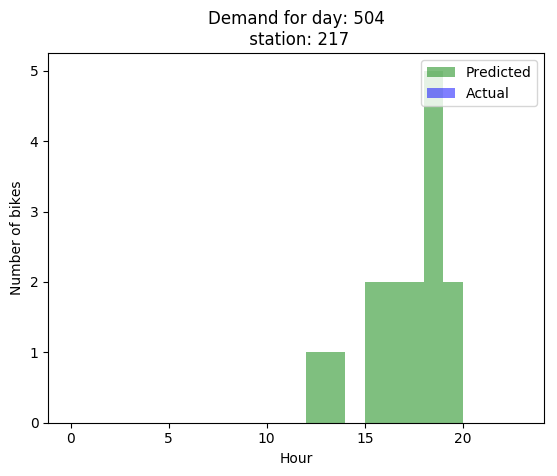 Demand for day: 504
station: 217
Predicted
Actual
Number of bikes
5
4
3
2
1
0
0 5 10 15 20
Hour